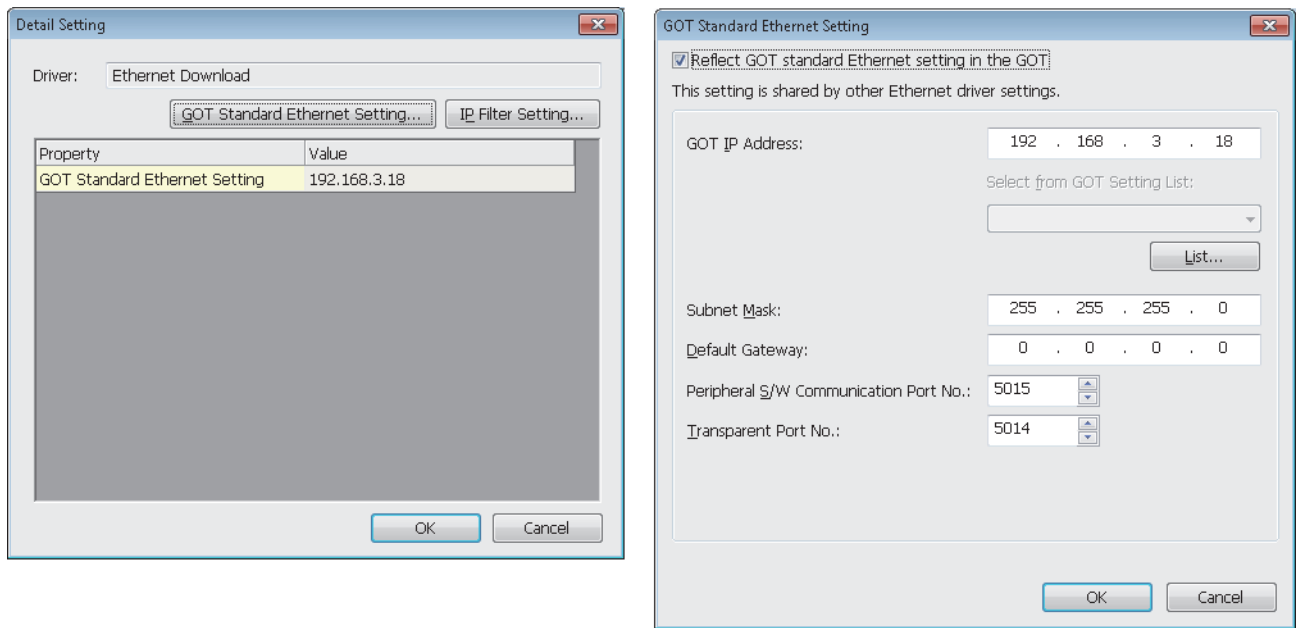 Detail Setting
Driver: Ethernet Download
GOT Standard Ethernet Setting... IP Filter Setting...
Property Value
GOT Standard Ethernet Setting 192.168.3.18
OK Cancel
GOT Standard Ethernet Setting
Reflect GOT standard Ethernet setting in the GOT
This setting is shared by other Ethernet driver settings.
GOT IP Address: 192 . 168 . 3 . 18
Select from GOT Setting List:
List...
Subnet Mask: 255 . 255 . 255 . 0
Default Gateway: 0 . 0 . 0 . 0
Peripheral S/W Communication Port No.: 5015
Transparent Port No.: 5014
OK Cancel